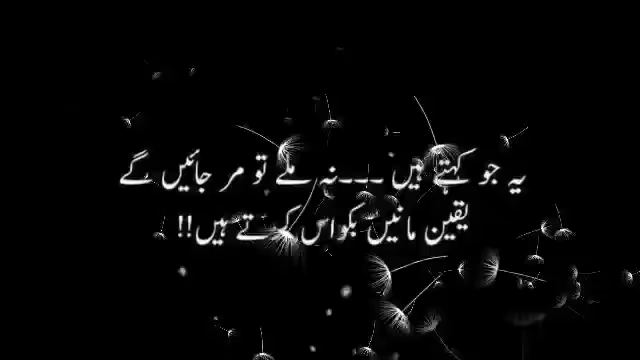 یہ جو کہتے ہیں ---نہ ملے تو مر جائیں گے
یقین مانیں بکواس کرتے ہیں!!